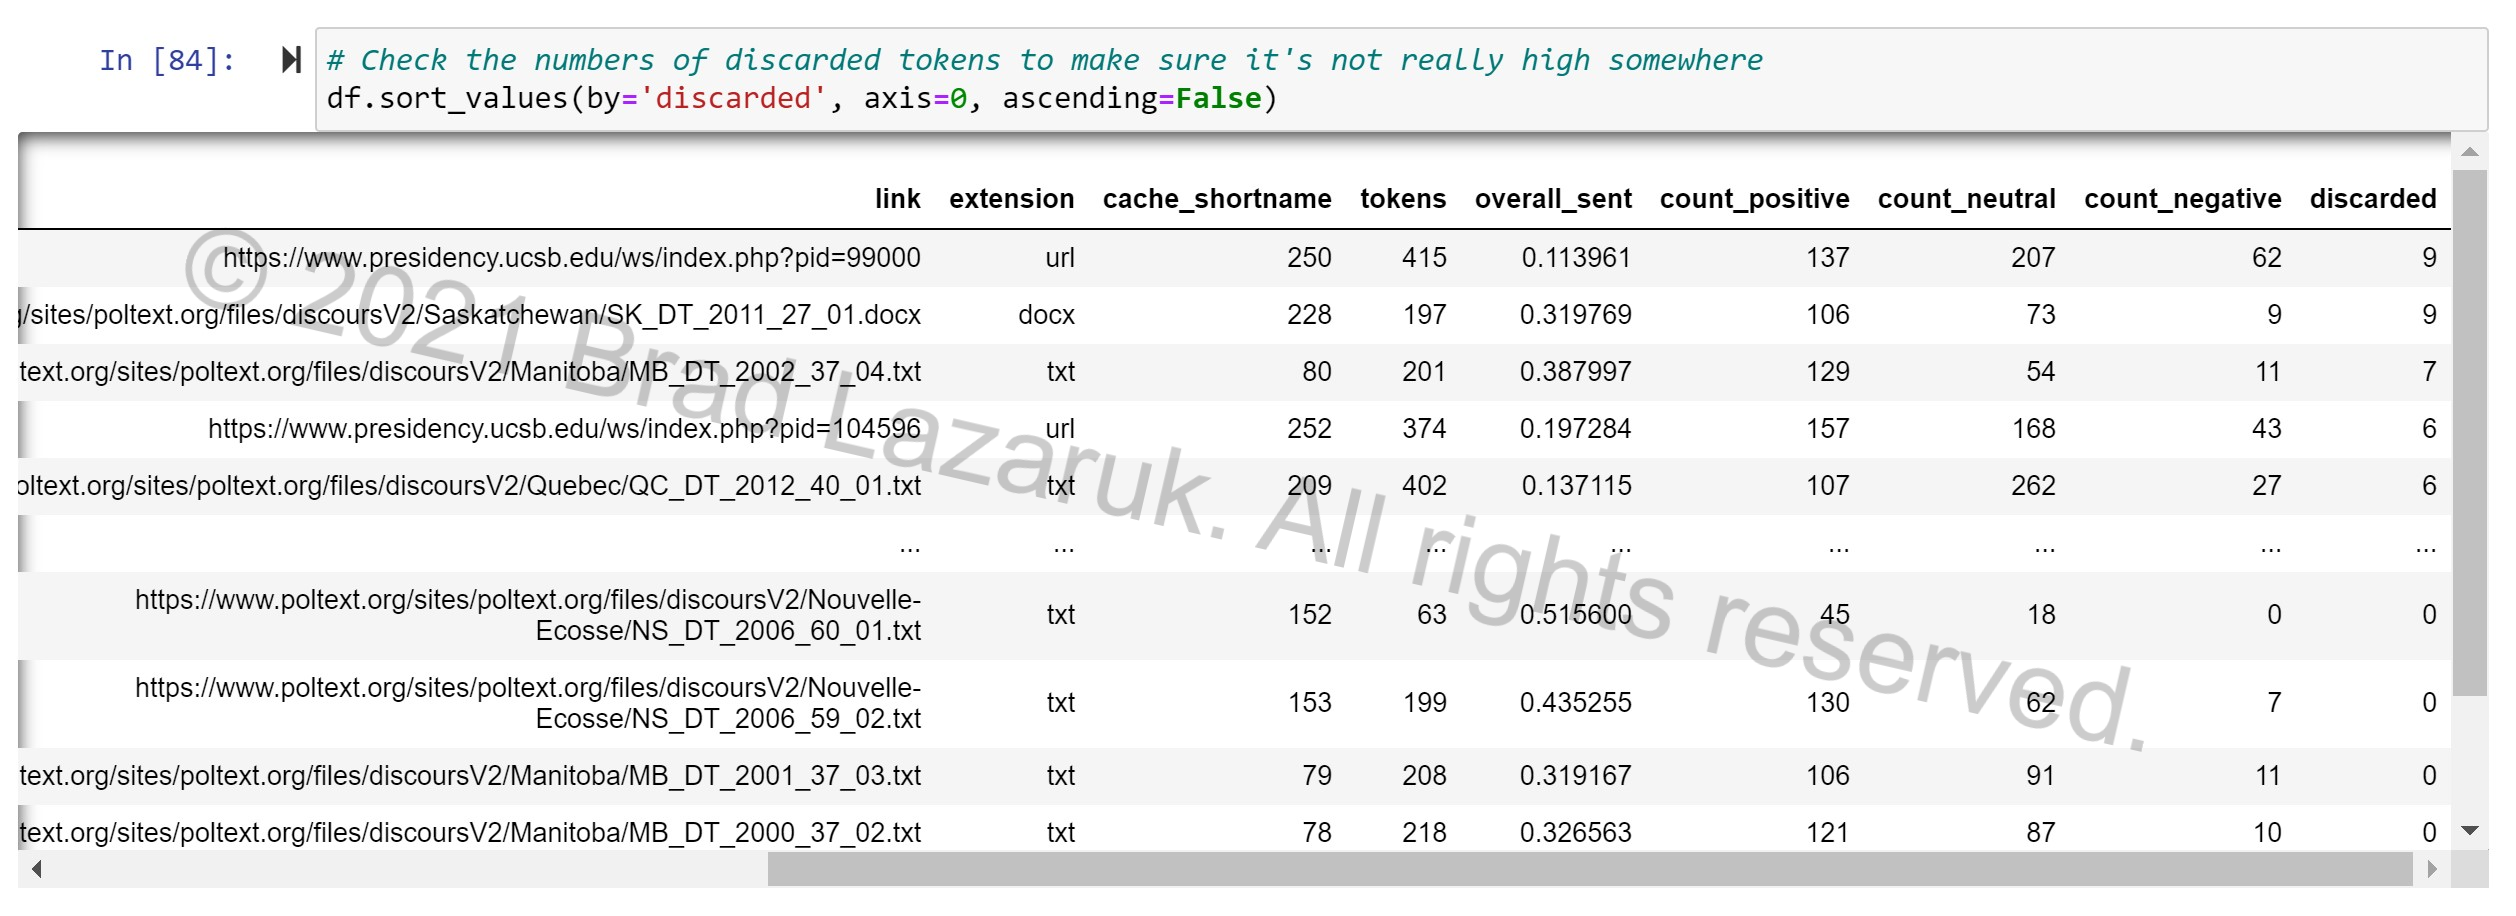 In [84]:
# Check the numbers of discarded tokens to make sure it's not really high somewhere
df.sort_values(by='discarded', axis=0, ascending=False)
link extension cache_shortname tokens overall_sent count_positive count_neutral count_negative discarded
https://www.presidency.ucsb.edu/ws/index.php?pid=99000 url 250 415 0.113961 137 207 62 9
/sites/poltext.org/files/discoursV2/Saskatchewan/SK_DT_2011_27_01.docx docx 228 197 0.319769 106 73 9 9
text.org/sites/poltext.org/files/discoursV2/Manitoba/MB_DT_2002_37_04.txt txt 80 201 0.387997 129 54 11 7
https://www.presidency.ucsb.edu/ws/index.php?pid=104596 url 252 374 0.197284 157 168 43 6
oltext.org/sites/poltext.org/files/discoursV2/Quebec/QC_DT_2012_40_01.txt txt 209 402 0.137115 107 262 27 6
... ... ... ... ... ... ... ... ...
https://www.poltext.org/sites/poltext.org/files/discoursV2/Nouvelle-
Ecosse/NS_DT_2006_60_01.txt txt 152 63 0.515600 45 18 0 0
https://www.poltext.org/sites/poltext.org/files/discoursV2/Nouvelle-
Ecosse/NS_DT_2006_59_02.txt txt 153 199 0.435255 130 62 7 0
text.org/sites/poltext.org/files/discoursV2/Manitoba/MB_DT_2001_37_03.txt txt 79 208 0.319167 106 91 11 0
text.org/sites/poltext.org/files/discoursV2/Manitoba/MB_DT_2000_37_02.txt txt 78 218 0.326563 121 87 10 0
© 2021 Brad Lazaruk. All rights reserved.